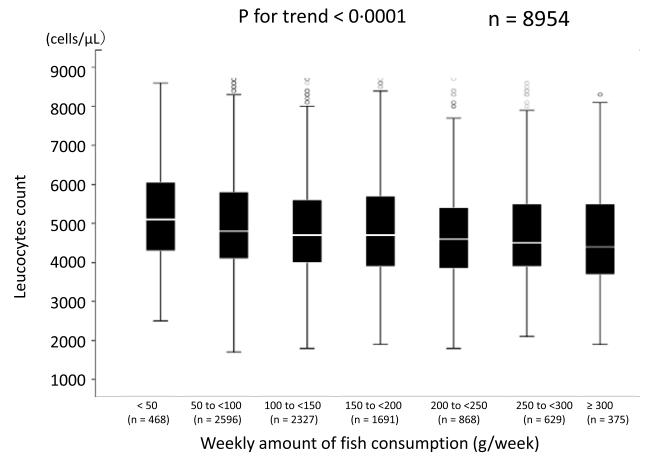 P for trend < 0·0001
n = 8954
(cells/μL)
9000
8000
7000
6000
5000
4000
3000
2000
1000
Leucocytes count
< 50 50 to <100 100 to <150 150 to <200 200 to <250 250 to <300 ≥ 300
(n = 468) (n = 2596) (n = 2327) (n = 1691) (n = 868) (n = 629) (n = 375)
Weekly amount of fish consumption (g/week)